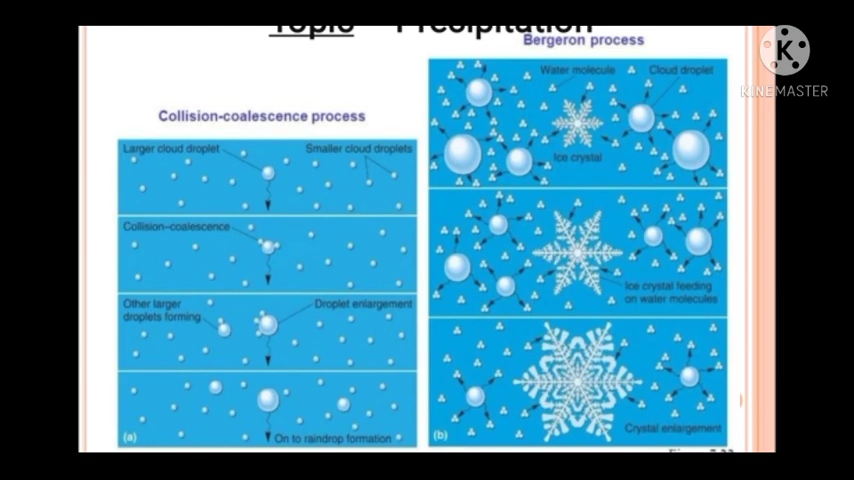 Topic - Precipitation
Bergeron process
K
KINEMASTER
Collision-coalescence process
Water molecule
Cloud droplet
Ice crystal
Larger cloud droplet
Smaller cloud droplets
Collision–coalescence
Other larger
droplets forming
Droplet enlargement
(a)
On to raindrop formation
Ice crystal feeding
on water molecules
Crystal enlargement
(b)